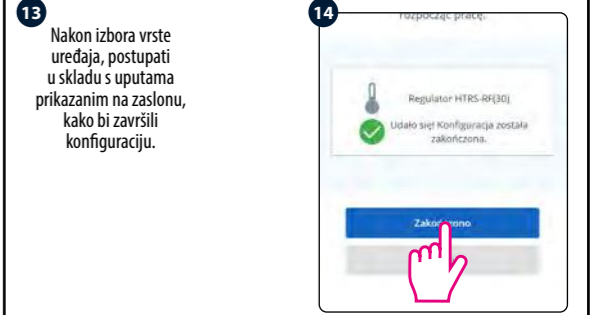 13
Nakon izbora vrste
uređaja, postupati
u skladu s uputama
prikazanim na zaslonu,
kako bi završili
konfiguraciju.
14
rozpocząć pracę.
Regulator HTRS-RF(30)
Udało się! Konfiguracja została
zakończona.
Zakończono